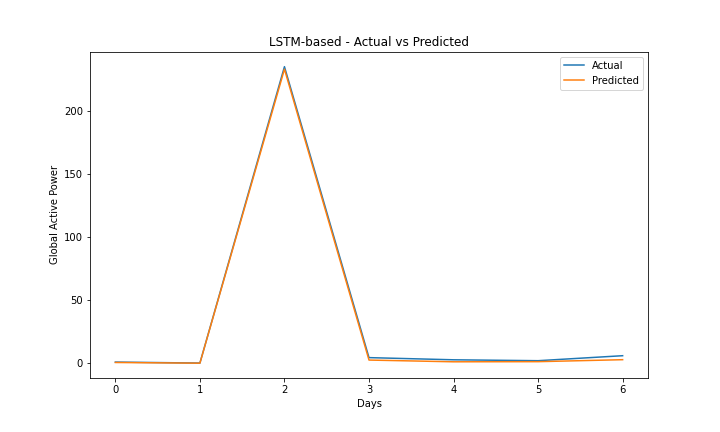 LSTM-based - Actual vs Predicted
Actual
Predicted
Global Active Power
200
150
100
50
0
0 1 2 3 4 5 6
Days